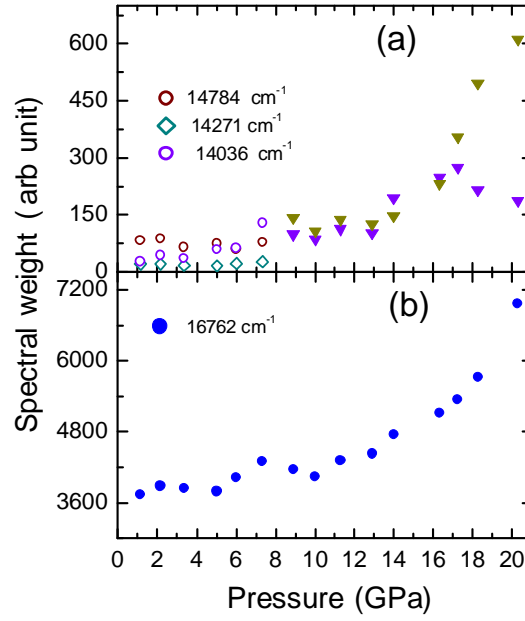 (a)
600
450
300
150
0
14784 cm-1
14271 cm-1
14036 cm-1
Spectral weight ( arb unit)
(b)
7200
4800
3600
16762 cm-1
0 2 4 6 8 10 12 14 16 18 20
Pressure (GPa)